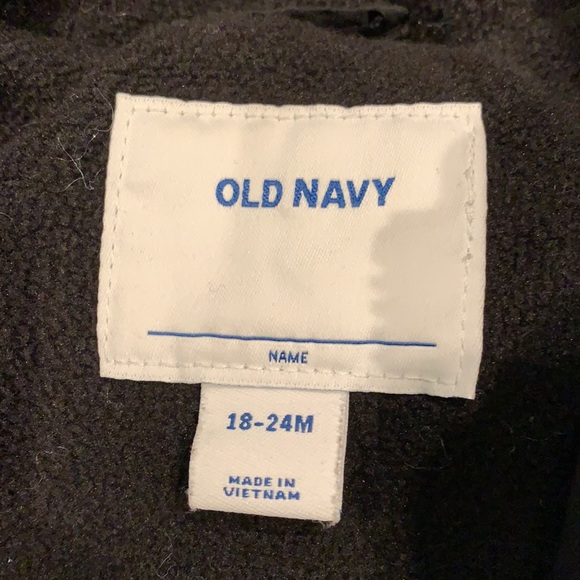 OLD NAVY
NAME
18-24M
MADE IN
VIETNAM